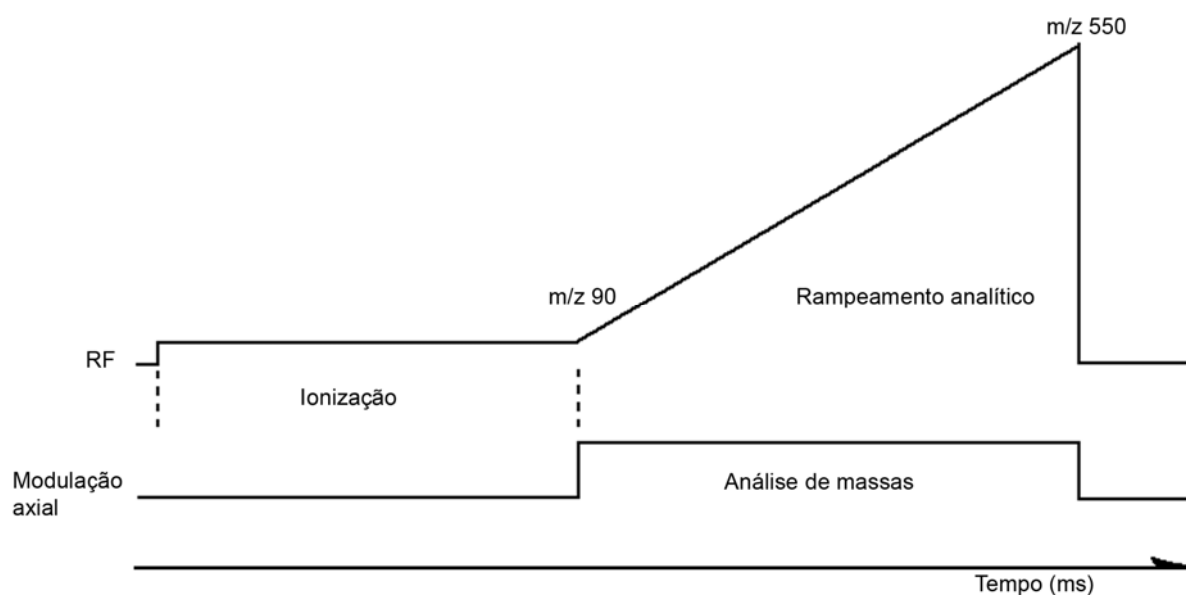 m/z 550
m/z 90
Rampeamento analítico
RF
Ionização
Modulação
axial
Análise de massas
Tempo (ms)